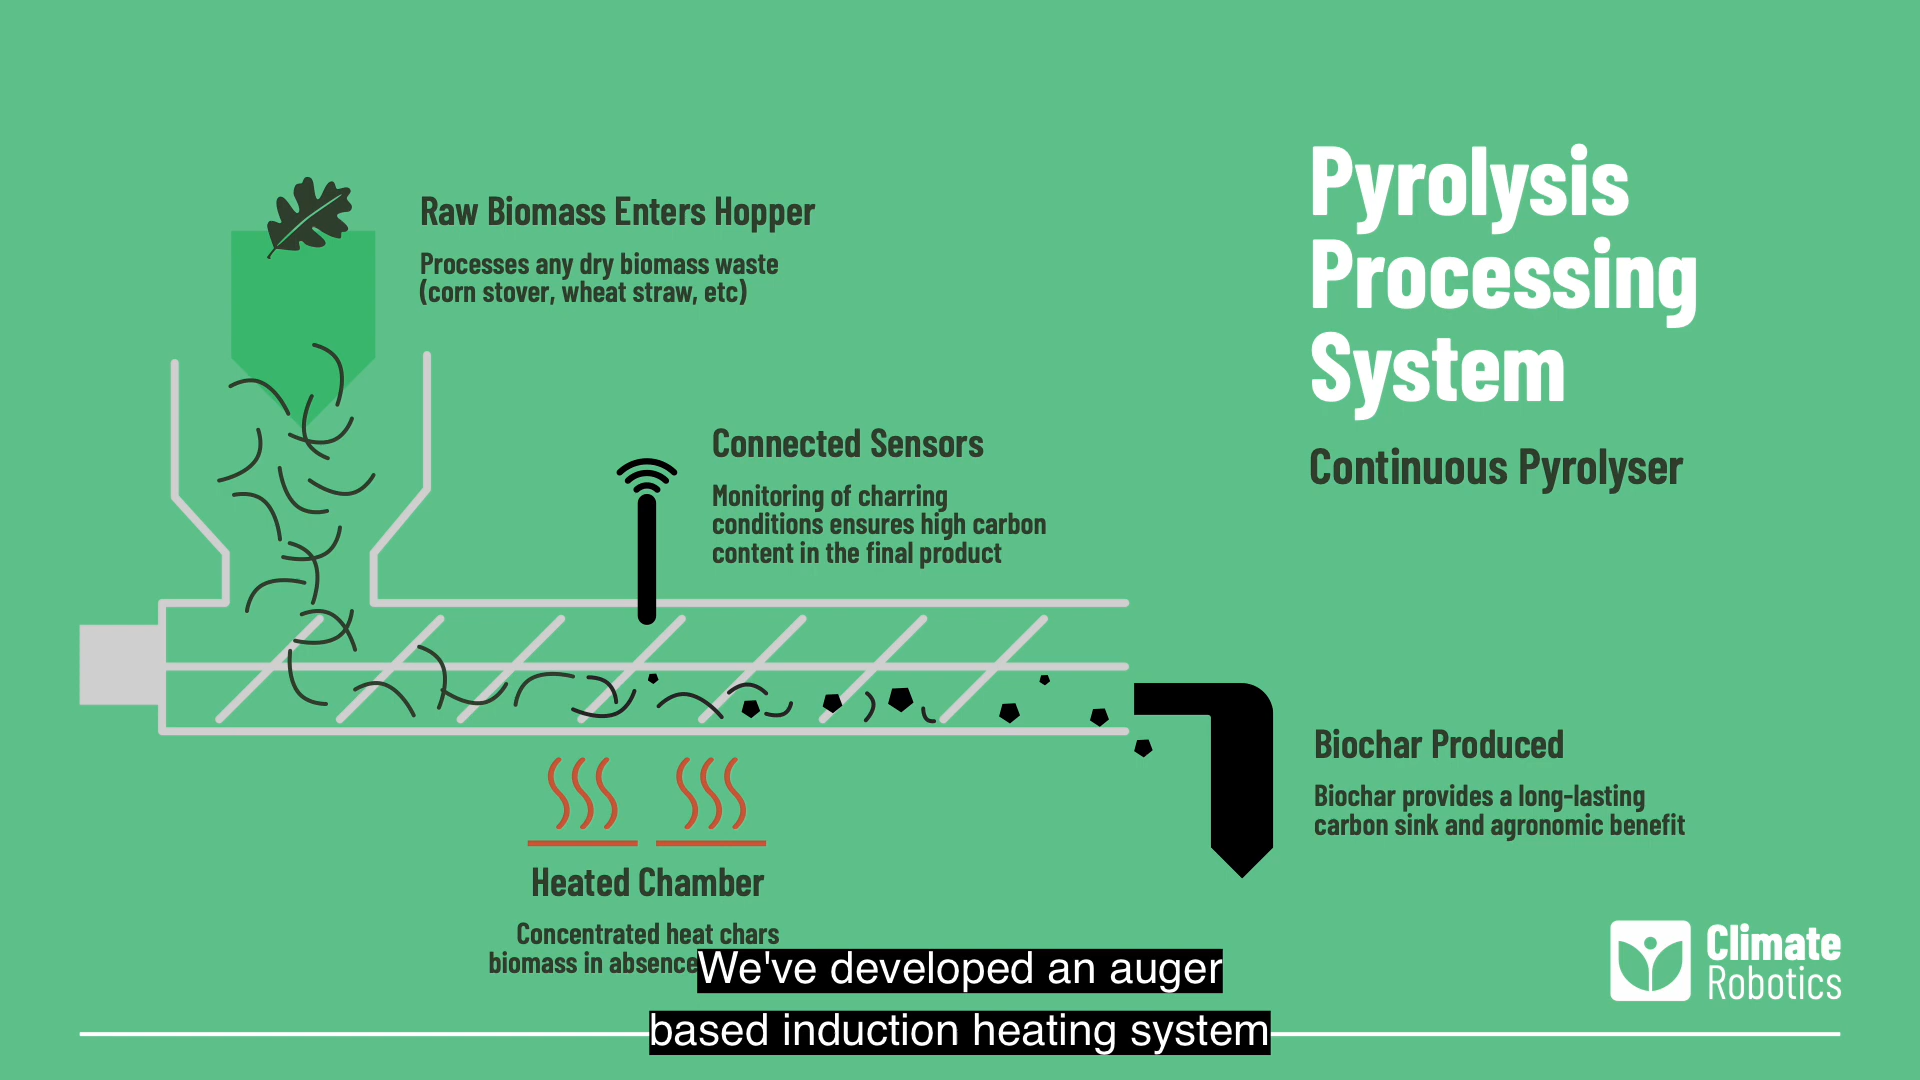 Pyrolysis
Processing
System
Continuous Pyrolyser
Raw Biomass Enters Hopper
Processes any dry biomass waste
(corn stover, wheat straw, etc)
Connected Sensors
Monitoring of charring
conditions ensures high carbon
content in the final product
Heated Chamber
Concentrated heat chars
biomass in absence
Biochar Produced
Biochar provides a long-lasting
carbon sink and agronomic benefit
We've developed an auger
based induction heating system
Climate
Robotics